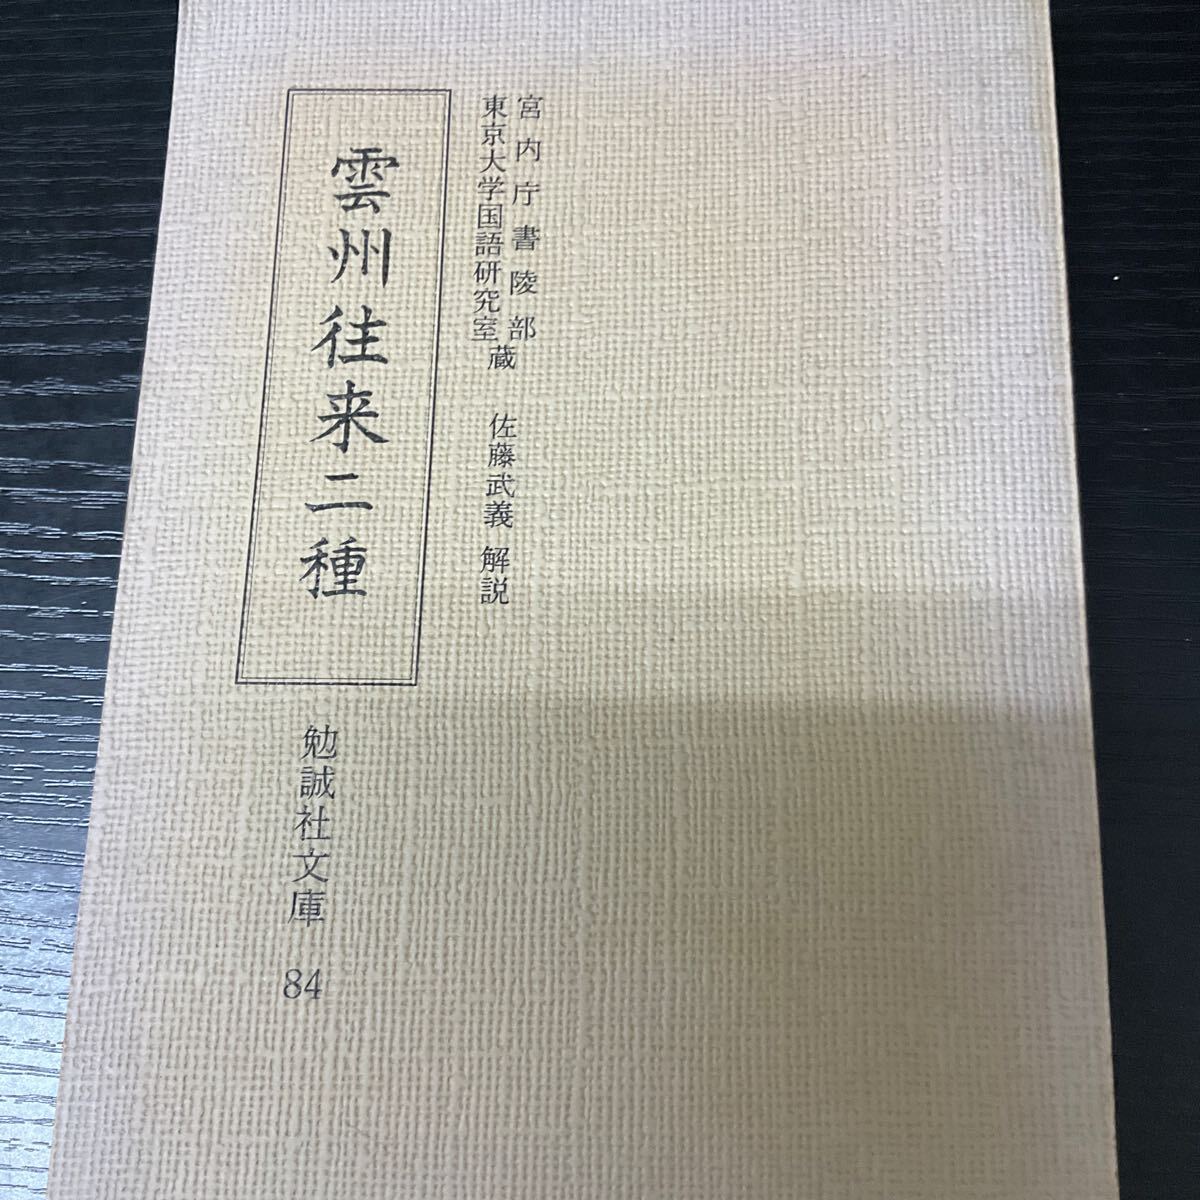 宮内庁書陵部
東京大学国語研究室
蔵 佐藤武義 解説
雲州往来二種
勉誠社文庫 84